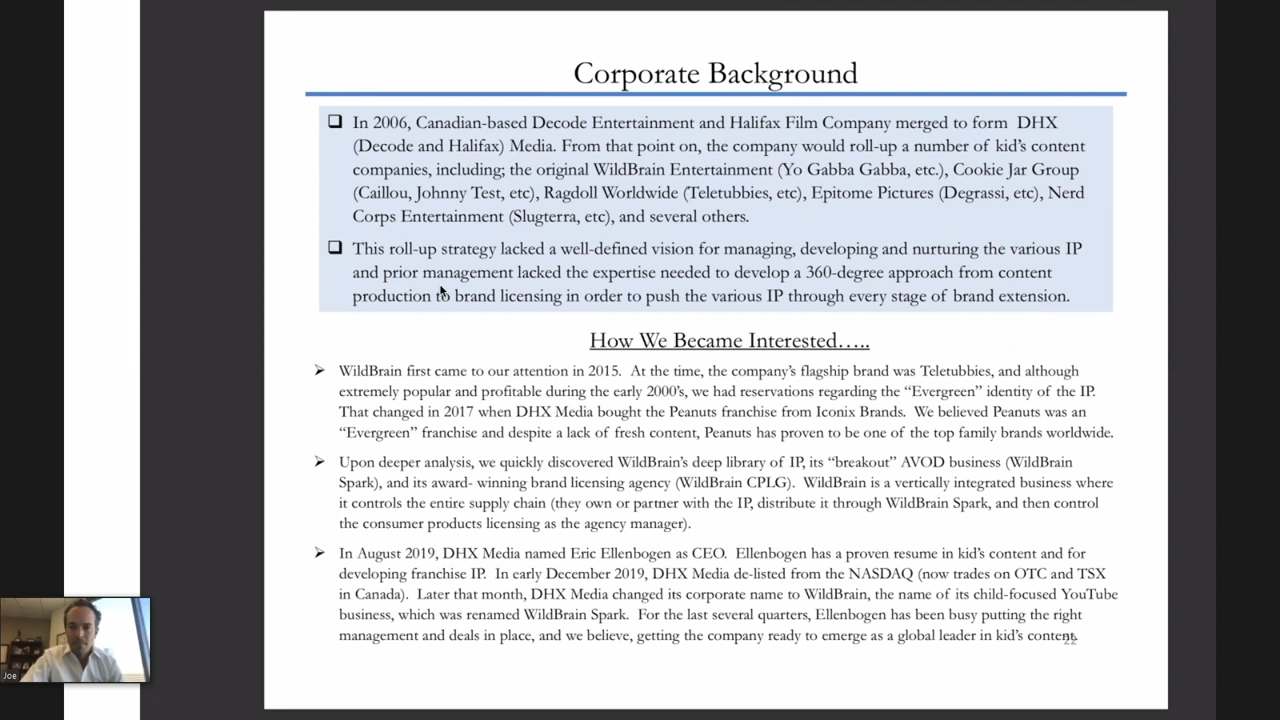 Corporate Background
In 2006, Canadian-based Decode Entertainment and Halifax Film Company merged to form DHX
(Decode and Halifax) Media. From that point on, the company would roll-up a number of kid's content
companies, including; the original WildBrain Entertainment (Yo Gabba Gabba, etc.), Cookie Jar Group
(Caillou, Johnny Test, etc), Ragdoll Worldwide (Teletubbies, etc), Epitome Pictures (Degrassi, etc), Nerd
Corps Entertainment (Slugterra, etc), and several others.
This roll-up strategy lacked a well-defined vision for managing, developing and nurturing the various IP
and prior management lacked the expertise needed to develop a 360-degree approach from content
production to brand licensing in order to push the various IP through every stage of brand extension.
How We Became Interested…..
WildBrain first came to our attention in 2015. At the time, the company's flagship brand was Teletubbies, and although
extremely popular and profitable during the early 2000's, we had reservations regarding the “Evergreen” identity of the IP.
That changed in 2017 when DHX Media bought the Peanuts franchise from Iconix Brands. We believed Peanuts was an
“Evergreen” franchise and despite a lack of fresh content, Peanuts has proven to be one of the top family brands worldwide.
Upon deeper analysis, we quickly discovered WildBrain's deep library of IP, its “breakout” AVOD business (WildBrain
Spark), and its award- winning brand licensing agency (WildBrain CPLG). WildBrain is a vertically integrated business where
it controls the entire supply chain (they own or partner with the IP, distribute it through WildBrain Spark, and then control
the consumer products licensing as the agency manager).
In August 2019, DHX Media named Eric Ellenbogen as CEO. Ellenbogen has a proven resume in kid's content and for
developing franchise IP. In early December 2019, DHX Media de-listed from the NASDAQ (now trades on OTC and TSX
in Canada). Later that month, DHX Media changed its corporate name to WildBrain, the name of its child-focused YouTube
business, which was renamed WildBrain Spark. For the last several quarters, Ellenbogen has been busy putting the right
management and deals in place, and we believe, getting the company ready to emerge as a global leader in kid's content.
22
Joe